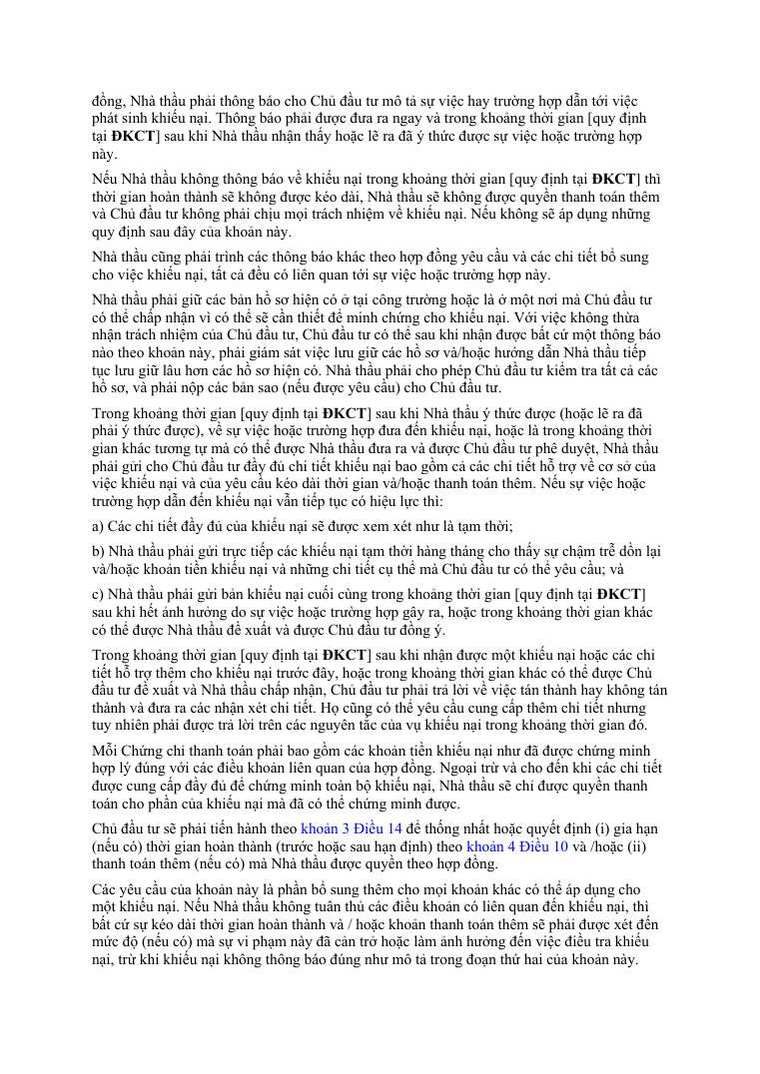 đồng, Nhà thầu phải thông báo cho Chủ đầu tư mô tả sự việc hay trường hợp dẫn tới việc
phát sinh khiếu nại. Thông báo phải được đưa ra ngay và trong khoảng thời gian [quy định
tại ĐKCT] sau khi Nhà thầu nhận thấy hoặc lẽ ra đã ý thức được sự việc hoặc trường hợp
này.
Nếu Nhà thầu không thông báo về khiếu nại trong khoảng thời gian [quy định tại ĐKCT] thì
thời gian hoàn thành sẽ không được kéo dài, Nhà thầu sẽ không được quyền thanh toán thêm
và Chủ đầu tư không phải chịu mọi trách nhiệm về khiếu nại. Nếu không sẽ áp dụng những
quy định sau đây của khoản này.
Nhà thầu cũng phải trình các thông báo khác theo hợp đồng yêu cầu và các chi tiết bổ sung
cho việc khiếu nại, tất cả đều có liên quan tới sự việc hoặc trường hợp này.
Nhà thầu phải giữ các bản hồ sơ hiện có ở tại công trường hoặc là ở một nơi mà Chủ đầu tư
có thể chấp nhận vì có thể sẽ cần thiết để minh chứng cho khiếu nại. Với việc không thừa
nhận trách nhiệm của Chủ đầu tư, Chủ đầu tư có thể sau khi nhận được bất cứ một thông báo
nào theo khoản này, phải giám sát việc lưu giữ các hồ sơ và/hoặc hướng dẫn Nhà thầu tiếp
tục lưu giữ lâu hơn các hồ sơ hiện có. Nhà thầu phải cho phép Chủ đầu tư kiểm tra tất cả các
hồ sơ, và phải nộp các bản sao (nếu được yêu cầu) cho Chủ đầu tư.
Trong khoảng thời gian [quy định tại ĐKCT] sau khi Nhà thầu ý thức được (hoặc lẽ ra đã
phải ý thức được), về sự việc hoặc trường hợp đưa đến khiếu nại, hoặc là trong khoảng thời
gian khác tương tự mà có thể được Nhà thầu đưa ra và được Chủ đầu tư phê duyệt, Nhà thầu
phải gửi cho Chủ đầu tư đầy đủ chi tiết khiếu nại bao gồm cả các chi tiết hỗ trợ về cơ sở của
việc khiếu nại và của yêu cầu kéo dài thời gian và/hoặc thanh toán thêm. Nếu sự việc hoặc
trường hợp dẫn đến khiếu nại vẫn tiếp tục có hiệu lực thì:
a) Các chi tiết đầy đủ của khiếu nại sẽ được xem xét như là tạm thời;
b) Nhà thầu phải gửi trực tiếp các khiếu nại tạm thời hàng tháng cho thấy sự chậm trễ dồn lại
và/hoặc khoản tiền khiếu nại và những chi tiết cụ thể mà Chủ đầu tư có thể yêu cầu; và
c) Nhà thầu phải gửi bản khiếu nại cuối cùng trong khoảng thời gian [quy định tại ĐKCT]
sau khi hết ảnh hưởng do sự việc hoặc trường hợp gây ra, hoặc trong khoảng thời gian khác
có thể được Nhà thầu đề xuất và được Chủ đầu tư đồng ý.
Trong khoảng thời gian [quy định tại ĐKCT] sau khi nhận được một khiếu nại hoặc các chi
tiết hỗ trợ thêm cho khiếu nại trước đây, hoặc trong khoảng thời gian khác có thể được Chủ
đầu tư đề xuất và Nhà thầu chấp nhận, Chủ đầu tư phải trả lời về việc tán thành hay không tán
thành và đưa ra các nhận xét chi tiết. Họ cũng có thể yêu cầu cung cấp thêm chi tiết nhưng
tuy nhiên phải được trả lời trên các nguyên tắc của vụ khiếu nại trong khoảng thời gian đó.
Mỗi Chứng chỉ thanh toán phải bao gồm các khoản tiền khiếu nại như đã được chứng minh
hợp lý đúng với các điều khoản liên quan của hợp đồng. Ngoại trừ và cho đến khi các chi tiết
được cung cấp đầy đủ để chứng minh toàn bộ khiếu nại, Nhà thầu sẽ chỉ được quyền thanh
toán cho phần của khiếu nại mà đã có thể chứng minh được.
Chủ đầu tư sẽ phải tiến hành theo khoản 3 Điều 14 để thống nhất hoặc quyết định (i) gia hạn
(nếu có) thời gian hoàn thành (trước hoặc sau hạn định) theo khoản 4 Điều 10 và /hoặc (ii)
thanh toán thêm (nếu có) mà Nhà thầu được quyền theo hợp đồng.
Các yêu cầu của khoản này là phần bổ sung thêm cho mọi khoản khác có thể áp dụng cho
một khiếu nại. Nếu Nhà thầu không tuân thủ các điều khoản có liên quan đến khiếu nại, thì
bất cứ sự kéo dài thời gian hoàn thành và / hoặc khoản thanh toán thêm sẽ phải được xét đến
mức độ (nếu có) mà sự vi phạm này đã cản trở hoặc làm ảnh hưởng đến việc điều tra khiếu
nại, trừ khi khiếu nại không thông báo đúng như mô tả trong đoạn thứ hai của khoản này.